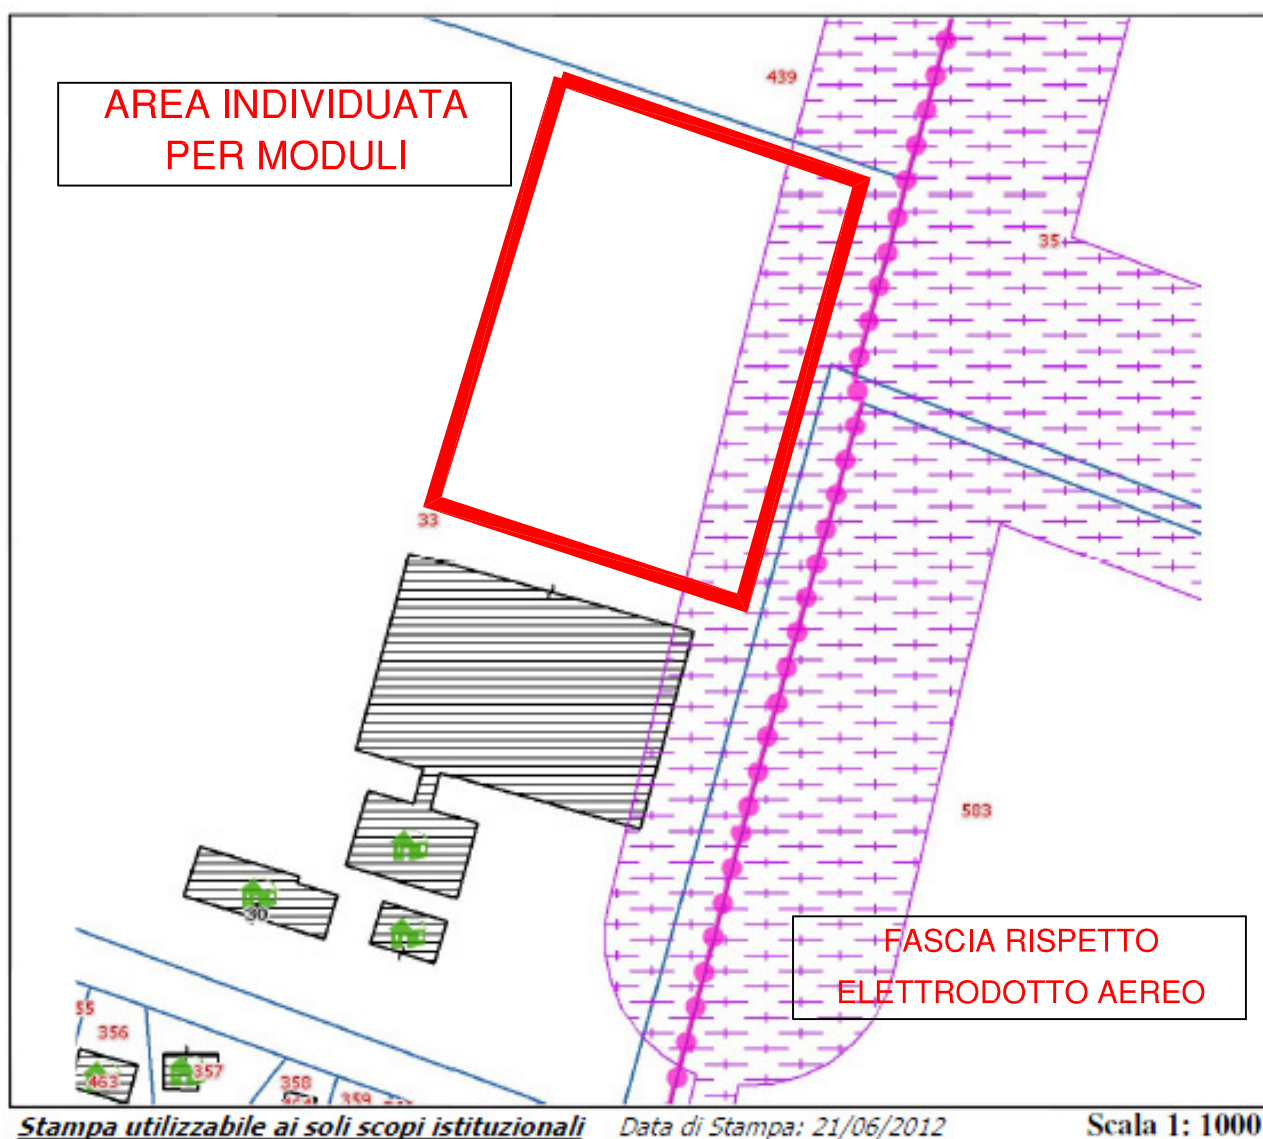 439
AREA INDIVIDUATA
PER MODULI
35
33
583
30
FASCIA RISPETTO
ELETTRODOTTO AEREO
55
356
463
357
358
359
Stampa utilizzabile ai soli scopi istituzionali Data di Stampa: 21/06/2012 Scala 1: 1000